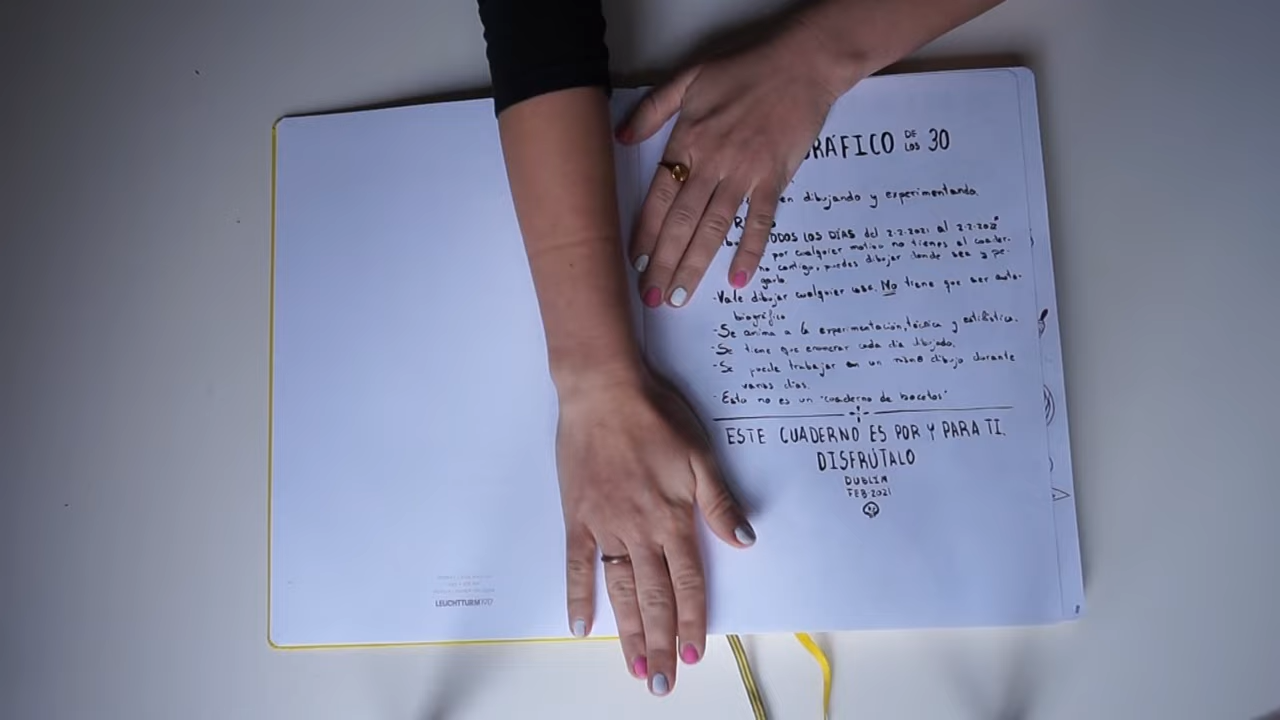 RÁFICO DE LOS 30
en dibujando y experimentando.
TODOS LOS DÍAS del 2-2-2021 al 2-2-202
por cualquier motivo no tienes el cuader-
no contigo, puedes dibujar donde sea y pe-
garlo.
-Vale dibujar cualquier cosa. No tiene que ser auto-
biográfico
-Se anima a la experimentación, técnica y estilística.
-Se tiene que enumerar cada día dibujado.
-Se puede trabajar en un mismo dibujo durante
varios días.
-Esto no es un "cuaderno de bocetos"
ESTE CUADERNO ES POR Y PARA TI.
DISFRÚTALO
DUBLIN
FEB-2021
LEUCHTTURM1917